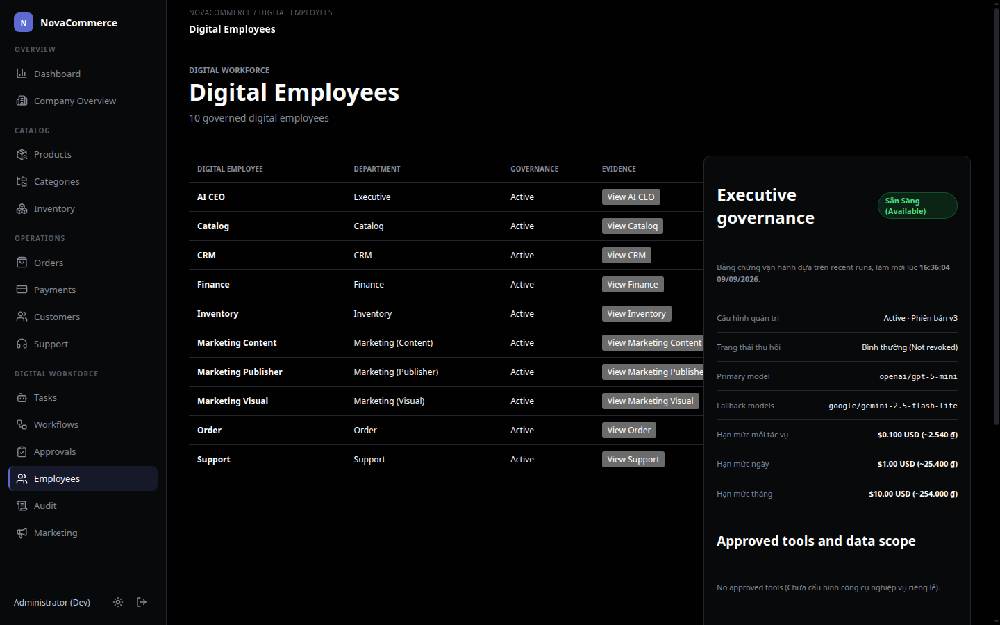 N NovaCommerce
OVERVIEW
Dashboard
Company Overview
CATALOG
Products
Categories
Inventory
OPERATIONS
Orders
Payments
Customers
Support
DIGITAL WORKFORCE
Tasks
Workflows
Approvals
Employees
Audit
Marketing
Administrator (Dev)
NOVACOMMERCE / DIGITAL EMPLOYEES
Digital Employees
DIGITAL WORKFORCE
Digital Employees
10 governed digital employees
DIGITAL EMPLOYEE DEPARTMENT GOVERNANCE EVIDENCE
AI CEO Executive Active View AI CEO
Catalog Catalog Active View Catalog
CRM CRM Active View CRM
Finance Finance Active View Finance
Inventory Inventory Active View Inventory
Marketing Content Marketing (Content) Active View Marketing Content
Marketing Publisher Marketing (Publisher) Active View Marketing Publishe
Marketing Visual Marketing (Visual) Active View Marketing Visual
Order Order Active View Order
Support Support Active View Support
Executive
governance
Sẵn Sàng
(Available)
Bằng chứng vận hành dựa trên recent runs, làm mới lúc 16:36:04
09/09/2026.
Cấu hình quản trị Active · Phiên bản v3
Trạng thái thu hồi Bình thường (Not revoked)
Primary model openai/gpt-5-mini
Fallback models google/gemini-2.5-flash-lite
Hạn mức mỗi tác vụ $0.100 USD (~2.540 ₫)
Hạn mức ngày $1.00 USD (~25.400 ₫)
Hạn mức tháng $10.00 USD (~254.000 ₫)
Approved tools and data scope
No approved tools (Chưa cấu hình công cụ nghiệp vụ riêng lẻ).